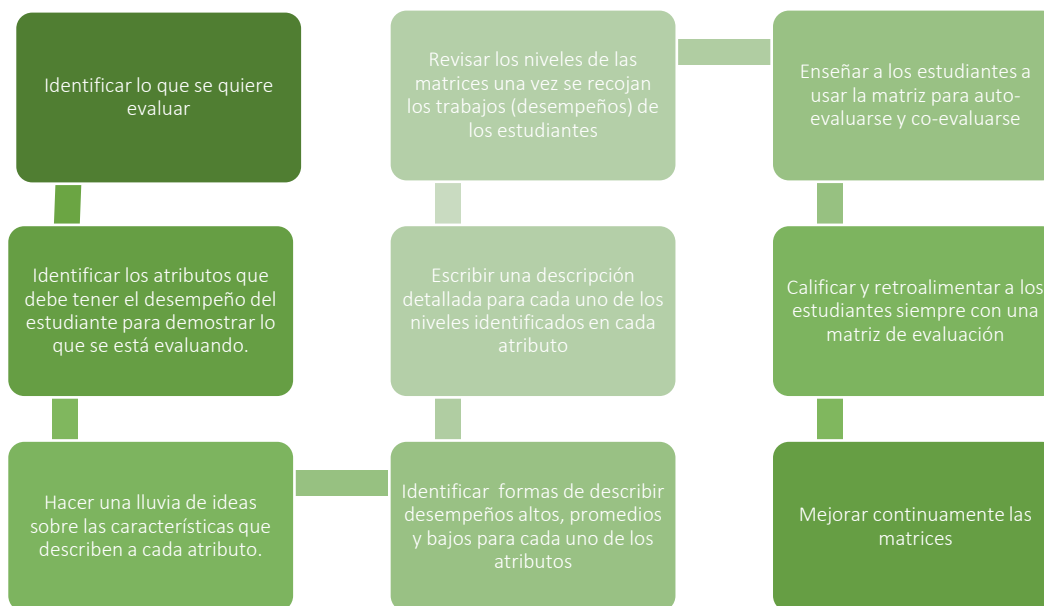 Identificar lo que se quiere
evaluar
Identificar los atributos que
debe tener el desempeño del
estudiante para demostrar lo
que se está evaluando.
Hacer una lluvia de ideas
sobre las características que
describen a cada atributo.
Identificar formas de describir
desempeños altos, promedios
y bajos para cada uno de los
atributos
Escribir una descripción
detallada para cada uno de los
niveles identificados en cada
atributo
Revisar los niveles de las
matrices una vez se recojan
los trabajos (desempeños) de
los estudiantes
Enseñar a los estudiantes a
usar la matriz para auto-
evaluarse y co-evaluarse
Calificar y retroalimentar a los
estudiantes siempre con una
matriz de evaluación
Mejorar continuamente las
matrices